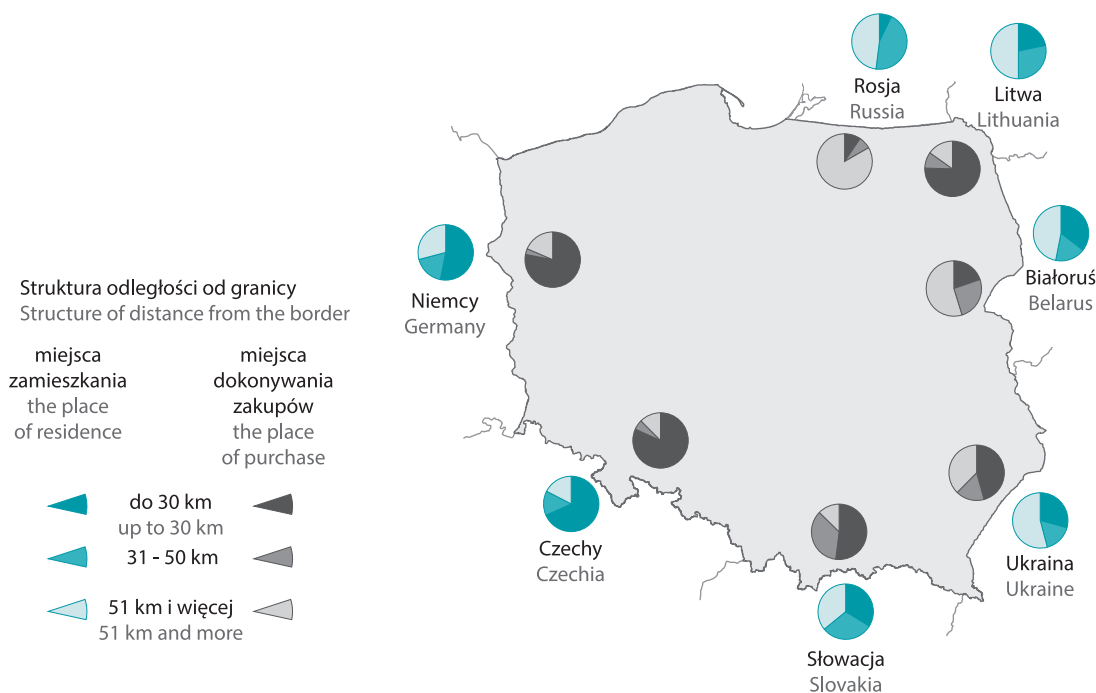 Rosja
Russia
Litwa
Lithuania
Białoruś
Belarus
Niemcy
Germany
Struktura odległości od granicy
Structure of distance from the border
miejsca
zamieszkania
the place
of residence
miejsca
dokonywania
zakupów
the place
of purchase
do 30 km
up to 30 km
31 - 50 km
51 km i więcej
51 km and more
Czechy
Czechia
Ukraina
Ukraine
Słowacja
Slovakia